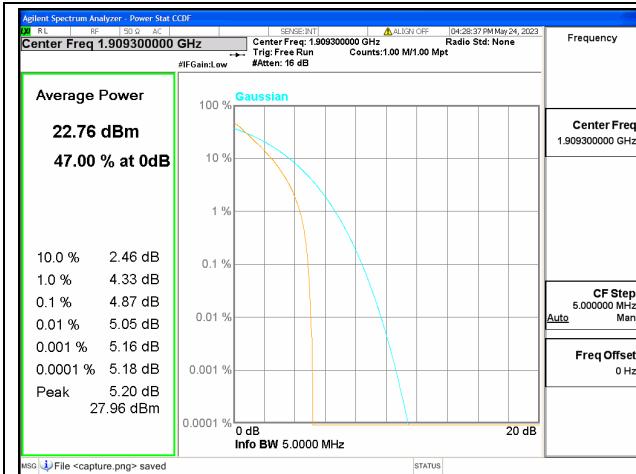 Agilent Spectrum Analyzer - Power Stat CCDF
RL RF 50 Ω AC SENSE:INT ALIGN OFF 04:28:37 PM May 24, 2023
Center Freq 1.909300000 GHz
Center Freq: 1.909300000 GHz Radio Std: None
Trig: Free Run Counts:1.00 M/1.00 Mpt
#IFGain:Low #Atten: 16 dB
Frequency
Average Power
22.76 dBm
47.00 % at 0dB
10.0 % 2.46 dB
1.0 % 4.33 dB
0.1 % 4.87 dB
0.01 % 5.05 dB
0.001 % 5.16 dB
0.0001 % 5.18 dB
Peak 5.20 dB
27.96 dBm
Gaussian
100 %
10 %
1 %
0.1 %
0.01 %
0.001 %
0.0001 %
0 dB 20 dB
Info BW 5.0000 MHz
Center Freq
1.909300000 GHz
CF Step
5.000000 MHz
Auto Man
Freq Offset
0 Hz
MSG File <capture.png> saved STATUS